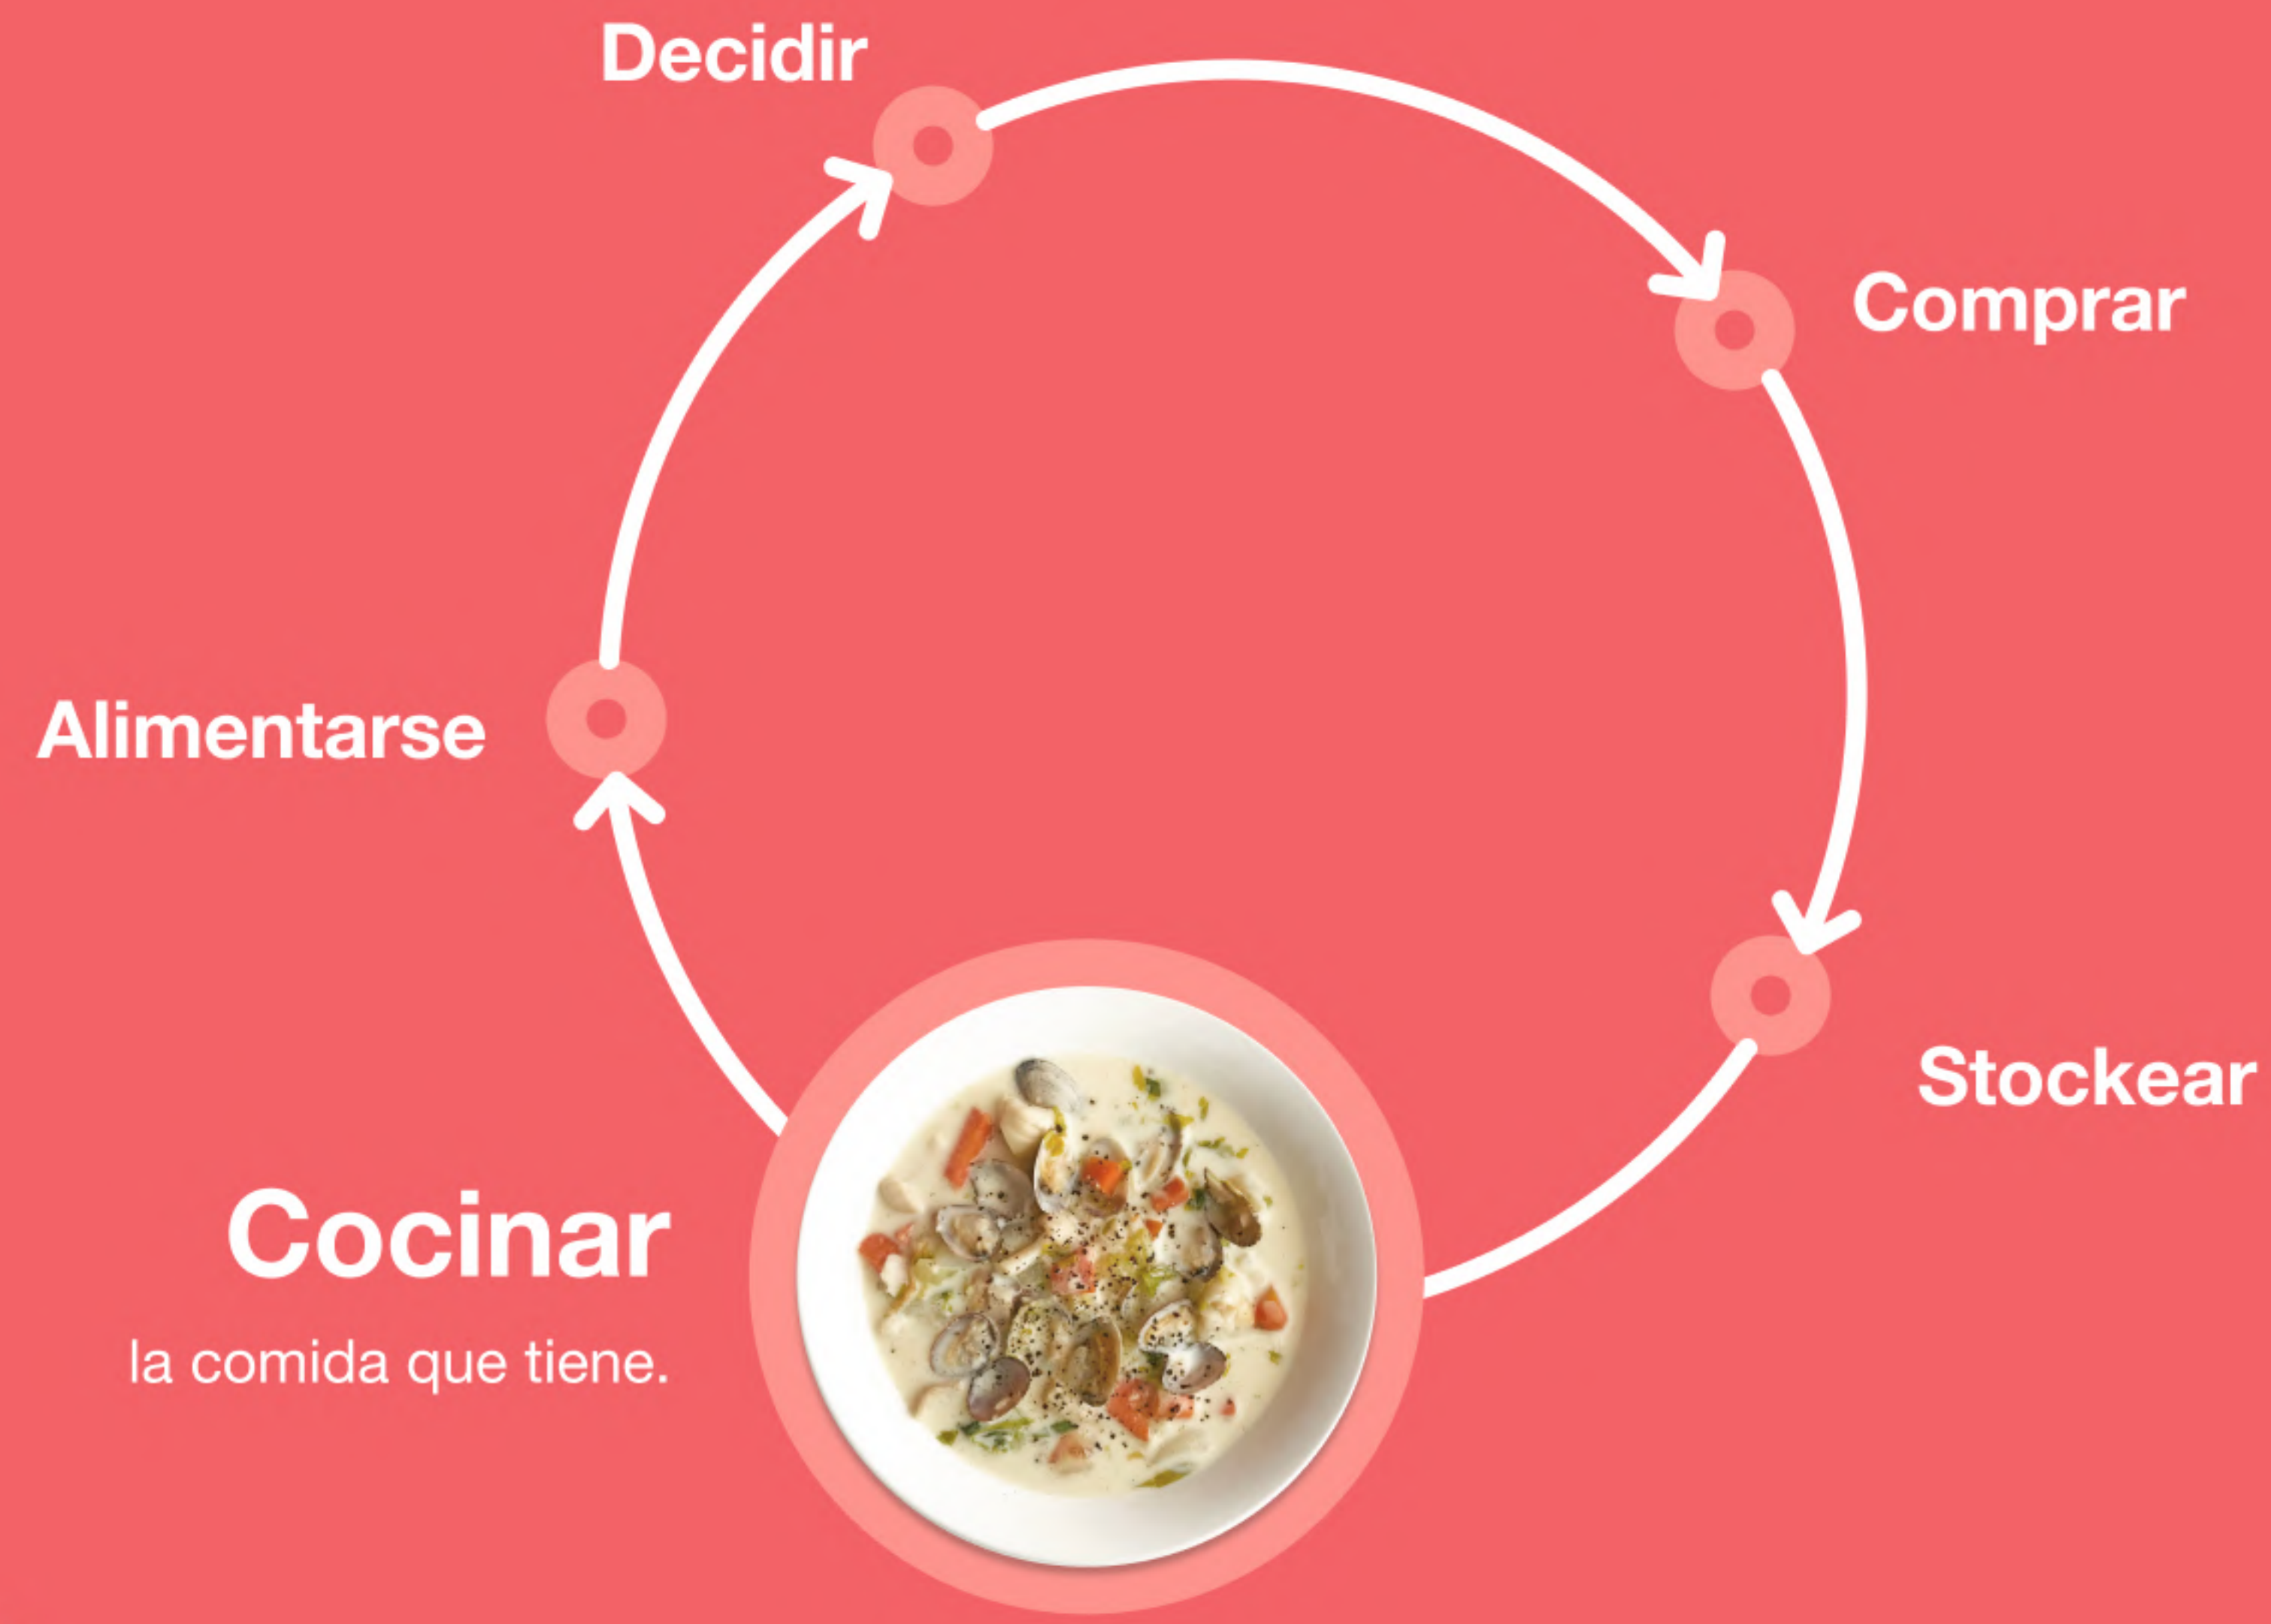 Decidir
Comprar
Alimentarse
Stockear
Cocinar
la comida que tiene.